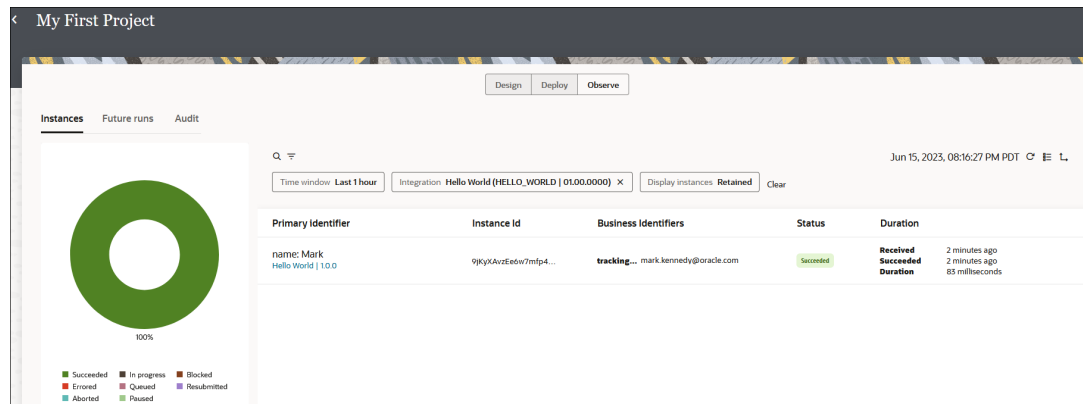 My First Project
Design Deploy Observe
Instances Future runs Audit
Jun 15, 2023, 08:16:27 PM PDT
Time window Last 1 hour Integration Hello World (HELLO_WORLD | 01.00.0000) × Display instances Retained Clear
Primary identifier Instance Id Business Identifiers Status Duration
name: Mark
Hello World | 1.0.0
9jKyXAvzEe6w7mfp4... tracking... mark.kennedy@oracle.com Succeeded
Received 2 minutes ago
Succeeded 2 minutes ago
Duration 83 milliseconds
100%
Succeeded In progress Blocked
Errored Queued Resubmitted
Aborted Paused